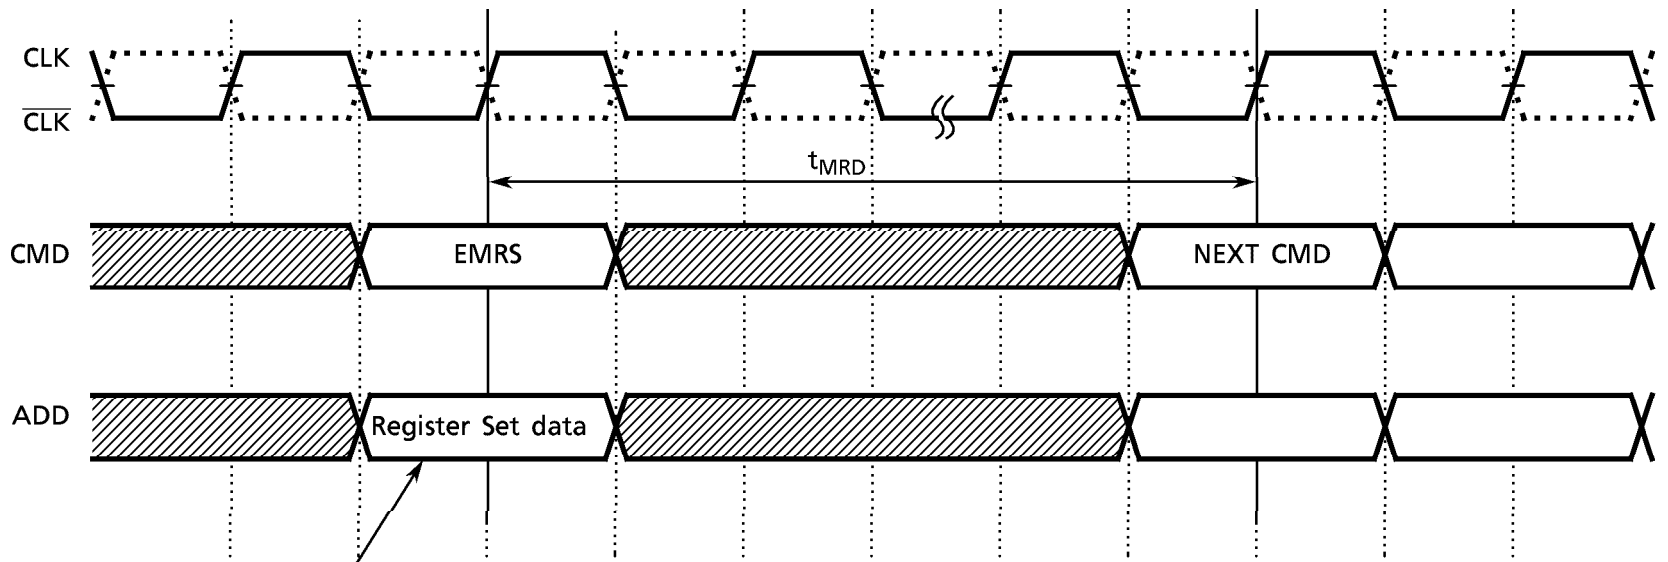 CLK
CLK
tMRD
CMD
EMRS
NEXT CMD
ADD
Register Set data